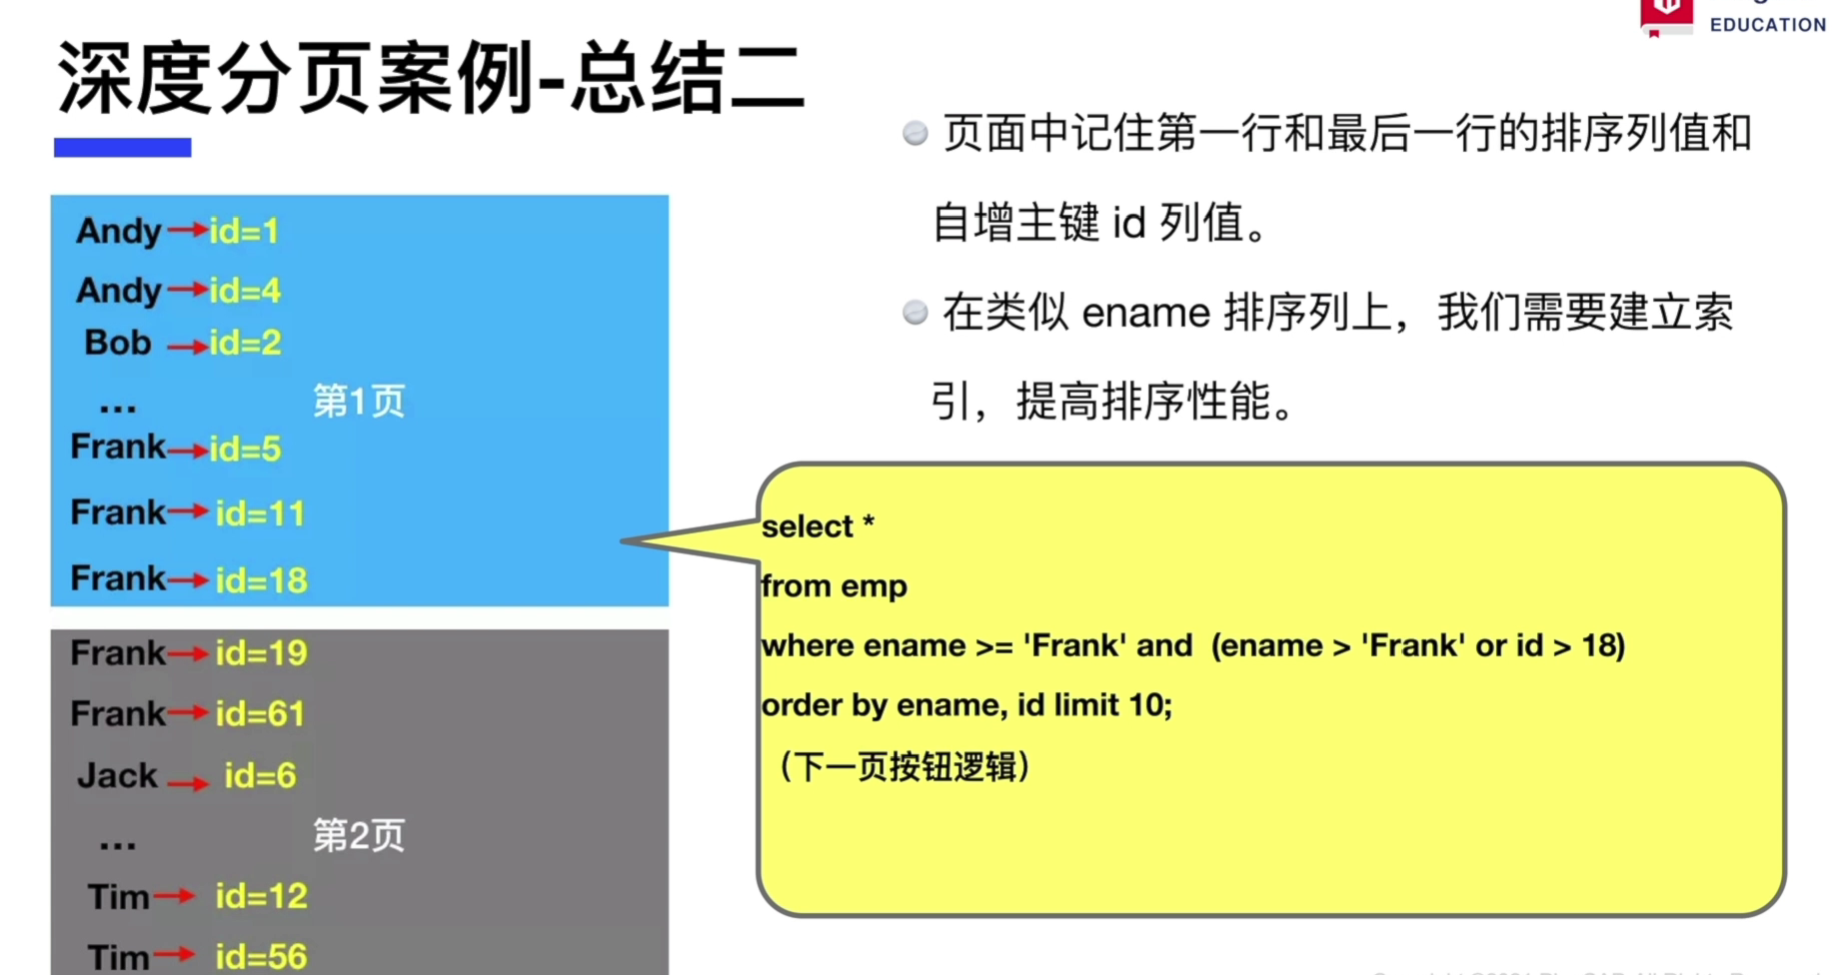 EDUCATION
深度分页案例-总结二
页面中记住第一行和最后一行的排序列值和
自增主键 id 列值。
在类似 ename 排序列上，我们需要建立索
引，提高排序性能。
Andy id=1
Andy id=4
Bob id=2
... 第1页
Frank id=5
Frank id=11
Frank id=18
Frank id=19
Frank id=61
Jack id=6
... 第2页
Tim id=12
Tim id=56
select *
from emp
where ename >= 'Frank' and (ename > 'Frank' or id > 18)
order by ename, id limit 10;
（下一页按钮逻辑）